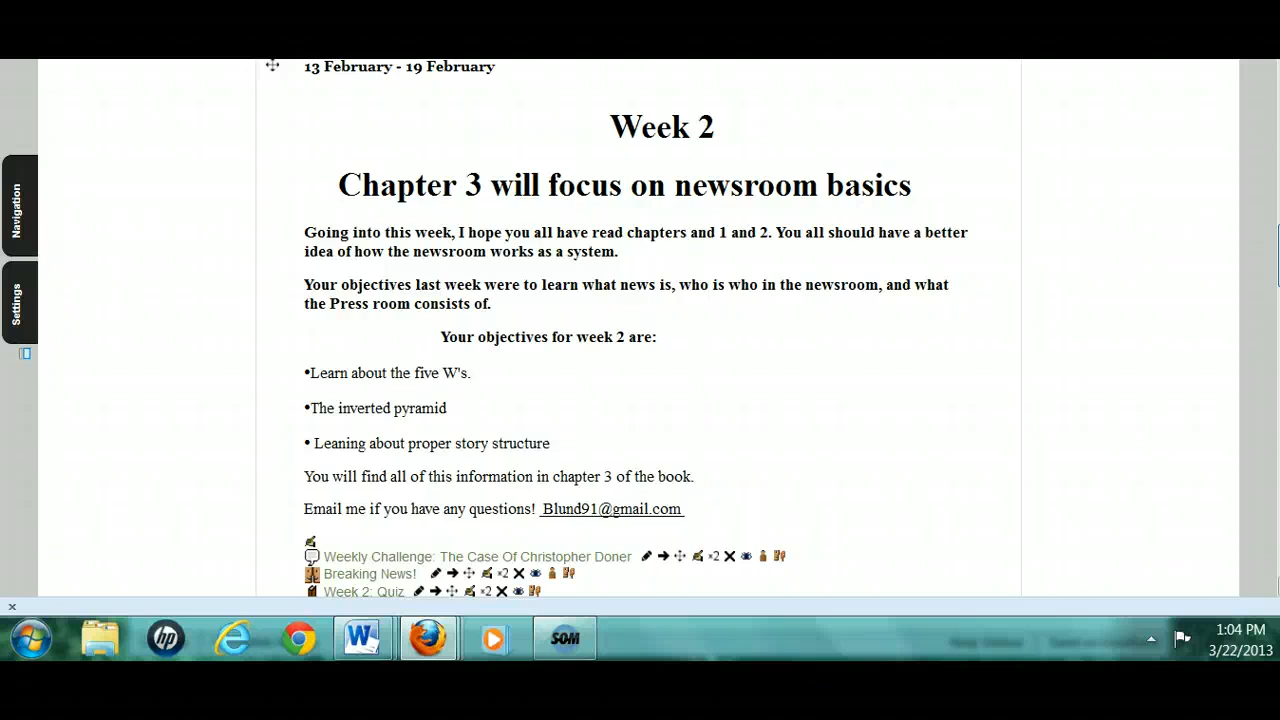 13 February - 19 February
Week 2
Chapter 3 will focus on newsroom basics
Navigation
Going into this week, I hope you all have read chapters and 1 and 2. You all should have a better
idea of how the newsroom works as a system.
Settings
Your objectives last week were to learn what news is, who is who in the newsroom, and what
the Press room consists of.
Your objectives for week 2 are:
•Learn about the five W's.
•The inverted pyramid
• Leaning about proper story structure
You will find all of this information in chapter 3 of the book.
Email me if you have any questions! Blund91@gmail.com
Weekly Challenge: The Case Of Christopher Doner ×2
Breaking News! ×2
Week 2: Quiz ×2
hp
W
SOM
1:04 PM
3/22/2013